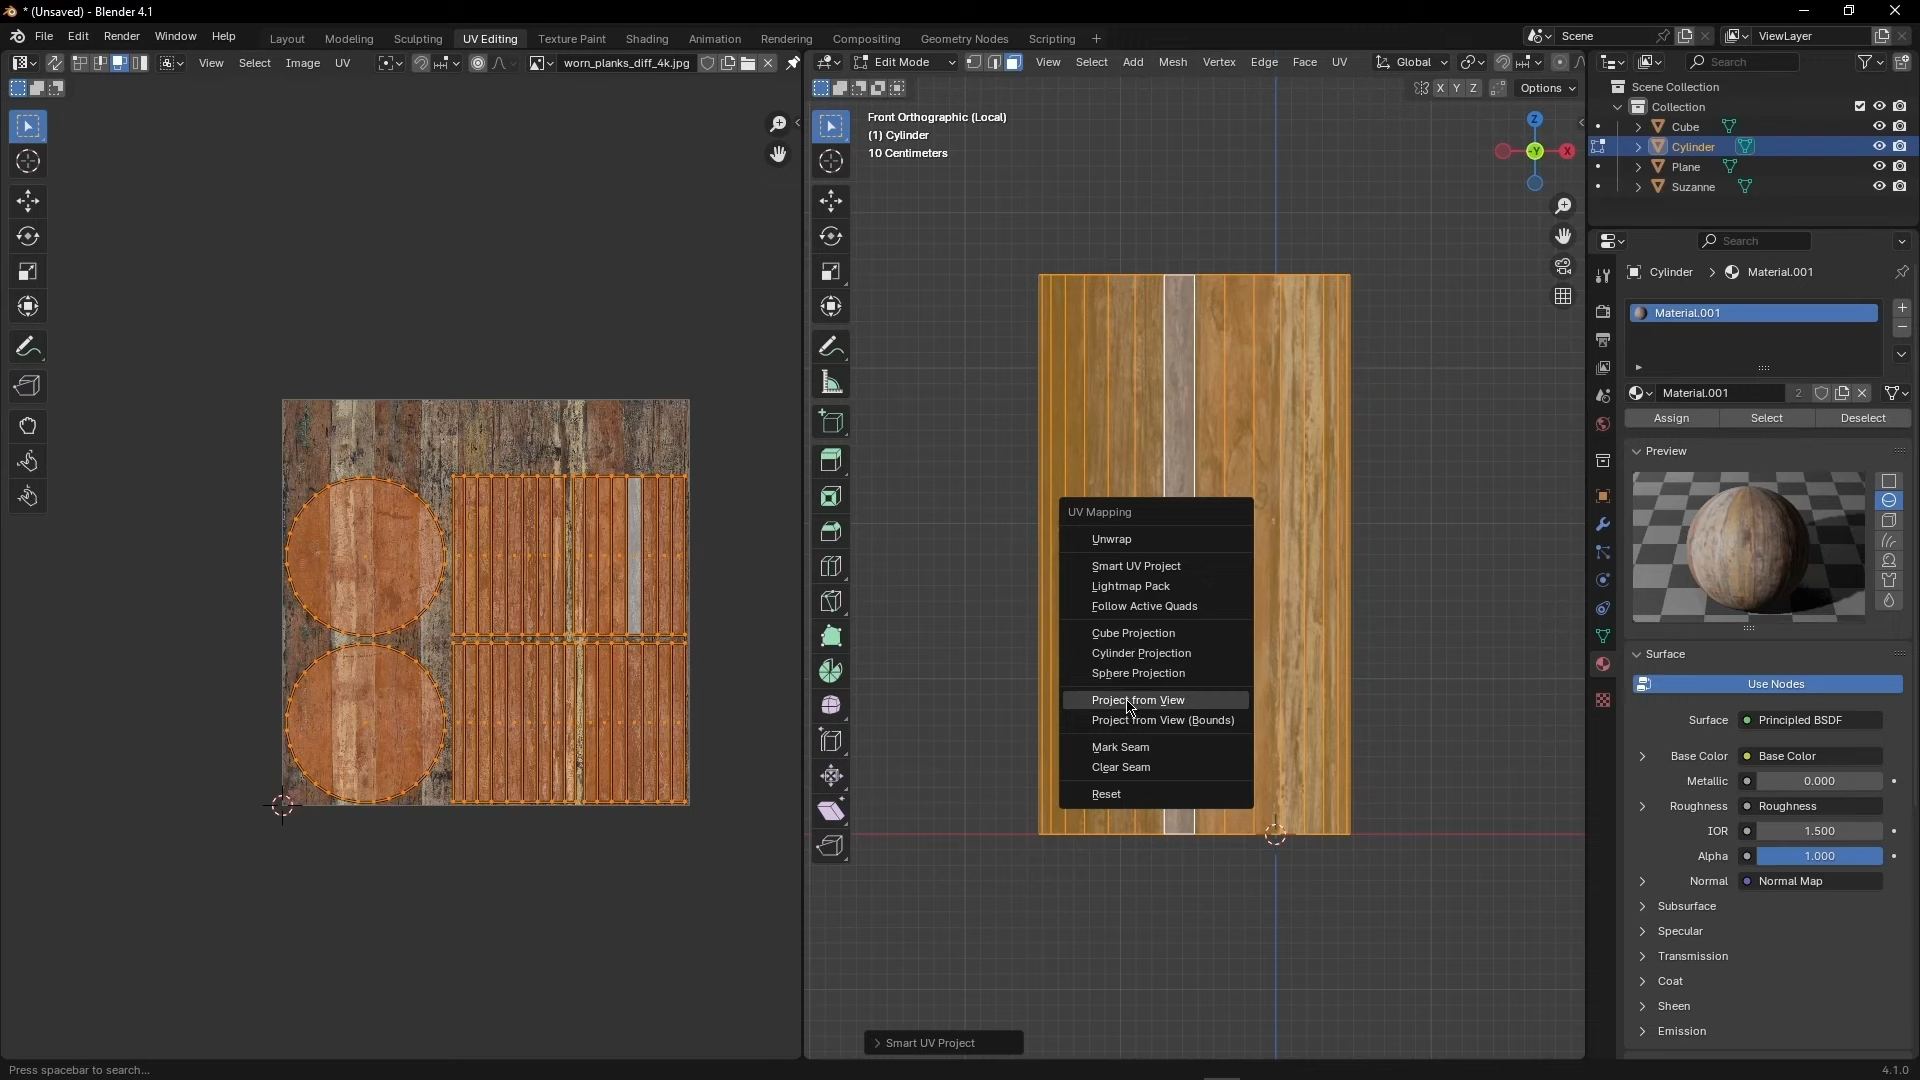 * (Unsaved) - Blender 4.1
File Edit Render Window Help
Layout Modeling Sculpting UV Editing Texture Paint Shading Animation Rendering Compositing Geometry Nodes Scripting +
Scene
ViewLayer
View Select Image UV
worn_planks_diff_4k.jpg
Edit Mode
View Select Add Mesh Vertex Edge Face UV
Global
X Y Z
Options
Front Orthographic (Local)
(1) Cylinder
10 Centimeters
Z
-Y
X
UV Mapping
Unwrap
Smart UV Project
Lightmap Pack
Follow Active Quads
Cube Projection
Cylinder Projection
Sphere Projection
Project from View
Project from View (Bounds)
Mark Seam
Clear Seam
Reset
Smart UV Project
Search
Scene Collection
Collection
Cube
Cylinder
Plane
Suzanne
Search
Cylinder > Material.001
Material.001
Material.001 2
Assign Select Deselect
Preview
Surface
Use Nodes
Surface Principled BSDF
Base Color Base Color
Metallic 0.000
Roughness Roughness
IOR 1.500
Alpha 1.000
Normal Normal Map
Subsurface
Specular
Transmission
Coat
Sheen
Emission
Press spacebar to search...
4.1.0